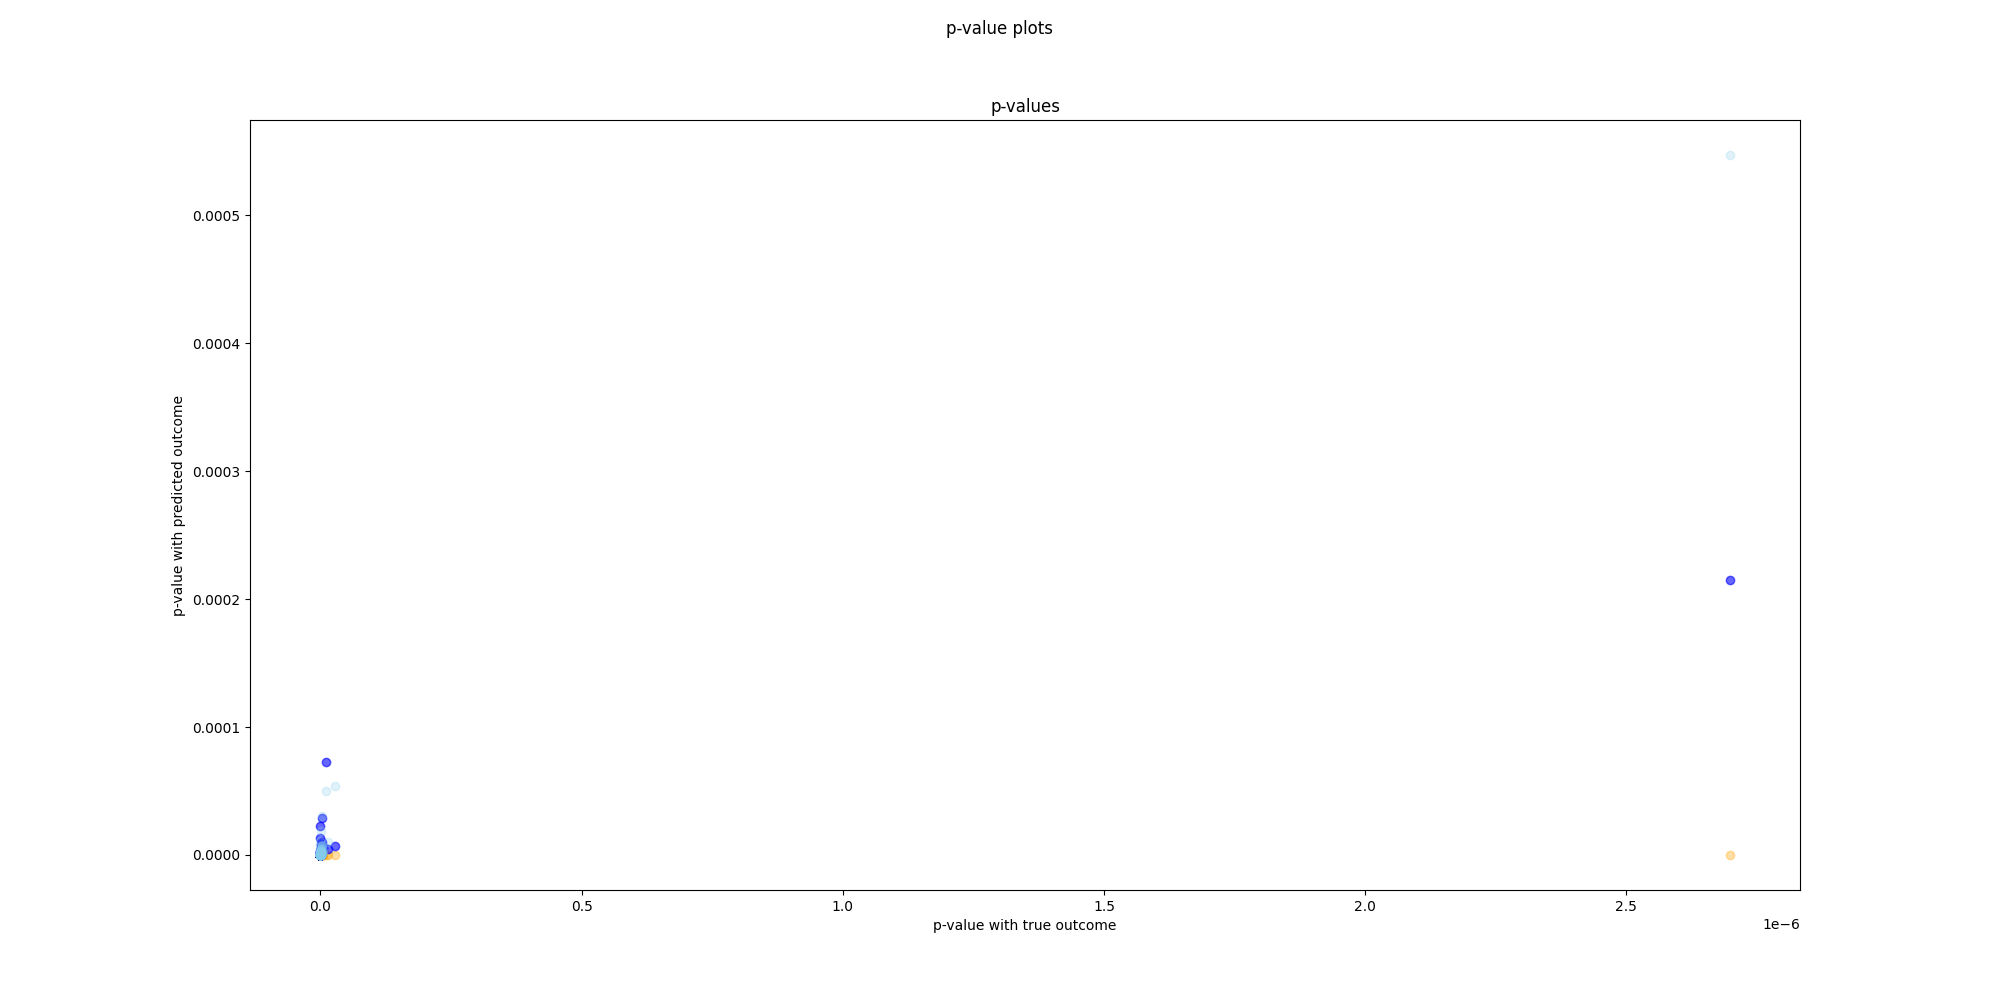 p-value plots
p-values
0.0005
0.0004
0.0003
0.0002
0.0001
0.0000
p-value with predicted outcome
0.0 0.5 1.0 1.5 2.0 2.5
p-value with true outcome
1e−6